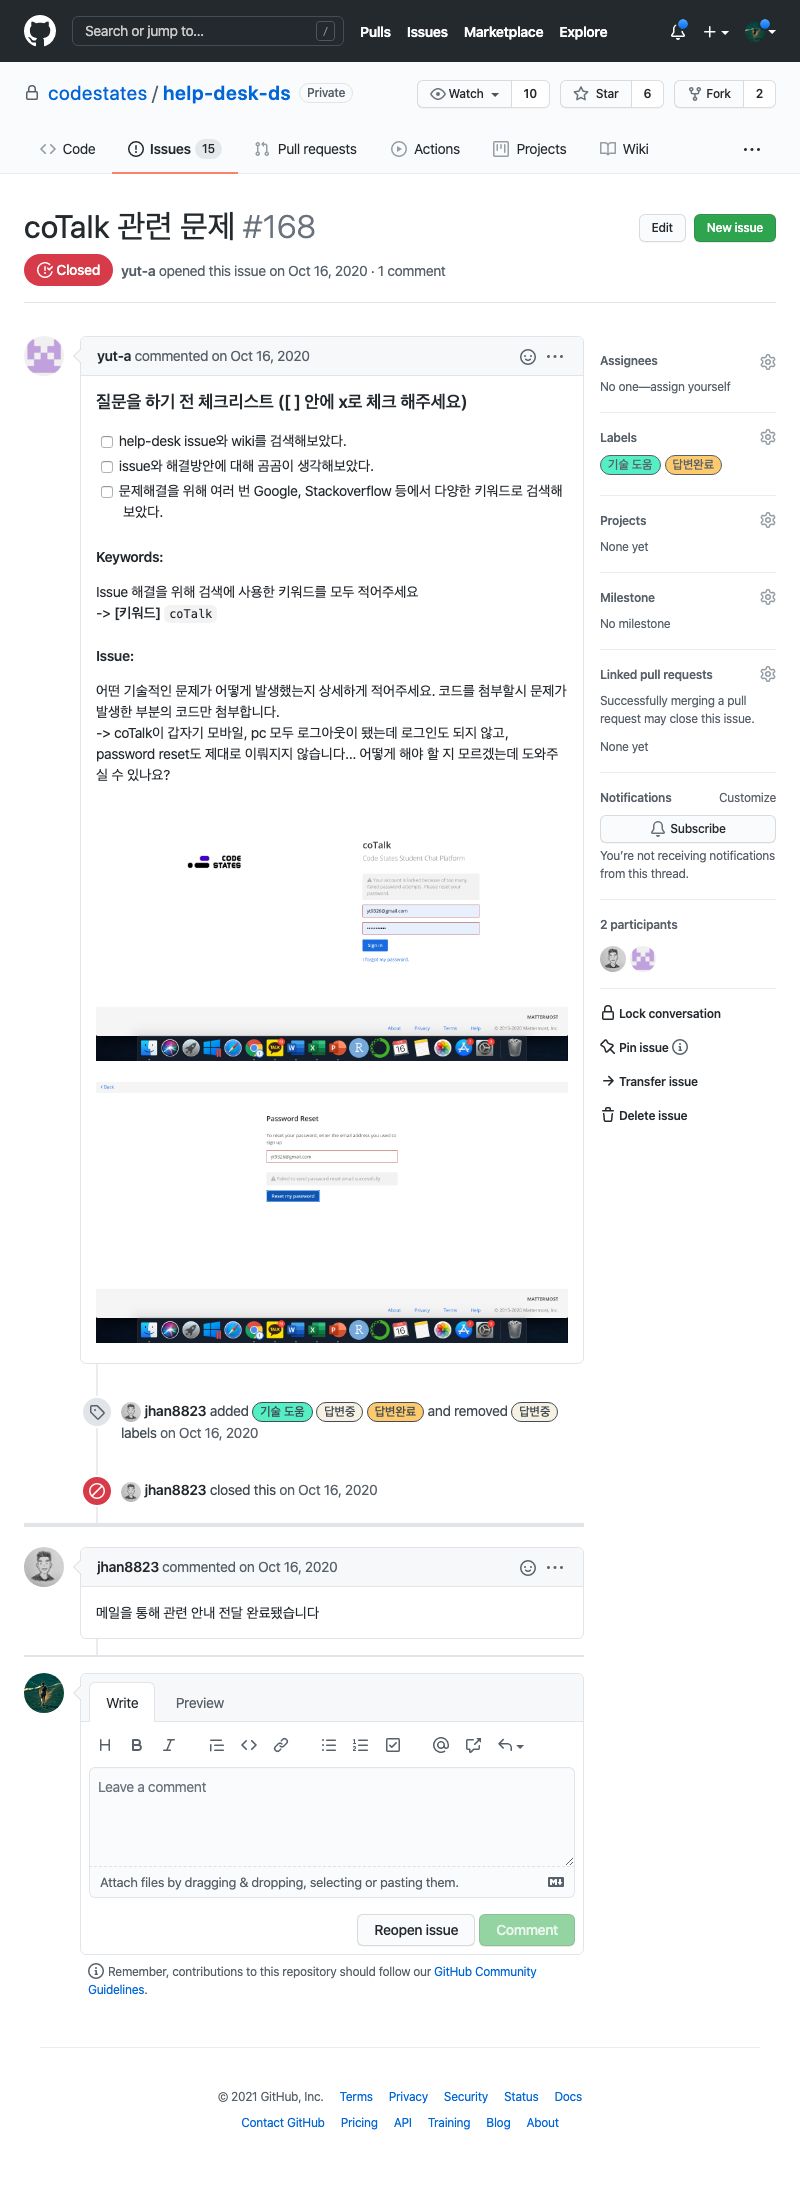 Search or jump to... /
Pulls Issues Marketplace Explore
codestates / help-desk-ds Private
Watch 10 Star 6 Fork 2
Code Issues 15 Pull requests Actions Projects Wiki ...
coTalk 관련 문제 #168
Edit New issue
Closed yut-a opened this issue on Oct 16, 2020 · 1 comment
yut-a commented on Oct 16, 2020
질문을 하기 전 체크리스트 ([ ] 안에 x로 체크 해주세요)
help-desk issue와 wiki를 검색해보았다.
issue와 해결방안에 대해 곰곰이 생각해보았다.
문제해결을 위해 여러 번 Google, Stackoverflow 등에서 다양한 키워드로 검색해
보았다.
Keywords:
Issue 해결을 위해 검색에 사용한 키워드를 모두 적어주세요
-> [키워드] coTalk
Issue:
어떤 기술적인 문제가 어떻게 발생했는지 상세하게 적어주세요. 코드를 첨부할시 문제가
발생한 부분의 코드만 첨부합니다.
-> coTalk이 갑자기 모바일, pc 모두 로그아웃이 됐는데 로그인도 되지 않고,
password reset도 제대로 이뤄지지 않습니다... 어떻게 해야 할 지 모르겠는데 도와주
실 수 있나요?
CODE
STATES
coTalk
Code States Student Chat Platform
Your account is locked because of too many
failed password attempts. Please reset your
password.
yt9326@gmail.com
Sign in
I forgot my password.
MATTERMOST
About Privacy Terms Help © 2015-2020 Mattermost, Inc.
Back
Password Reset
To reset your password, enter the email address you used to
sign up
yt9326@gmail.com
Failed to send password reset email successfully
Reset my password
MATTERMOST
About Privacy Terms Help © 2015-2020 Mattermost, Inc.
jhan8823 added 기술 도움 답변중 답변완료 and removed 답변중
labels on Oct 16, 2020
jhan8823 closed this on Oct 16, 2020
jhan8823 commented on Oct 16, 2020
메일을 통해 관련 안내 전달 완료됐습니다
Write Preview
Leave a comment
Attach files by dragging & dropping, selecting or pasting them.
Reopen issue Comment
Remember, contributions to this repository should follow our GitHub Community
Guidelines.
Assignees
No one—assign yourself
Labels
기술 도움 답변완료
Projects
None yet
Milestone
No milestone
Linked pull requests
Successfully merging a pull
request may close this issue.
None yet
Notifications Customize
Subscribe
You're not receiving notifications
from this thread.
2 participants
Lock conversation
Pin issue
Transfer issue
Delete issue
© 2021 GitHub, Inc. Terms Privacy Security Status Docs
Contact GitHub Pricing API Training Blog About